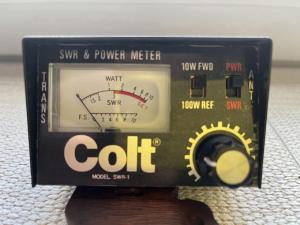 SWR & POWER METER
TRANS
WATT
SWR
F.S.
10W FWD
PWR
100W REF
SWR
ANT
Colt®
MODEL SWR-1